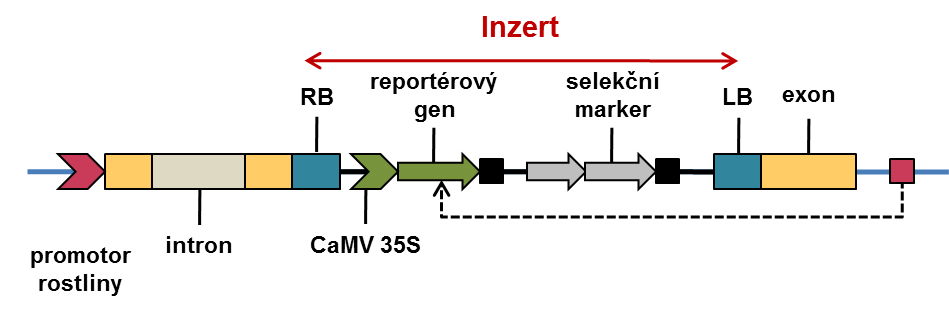 Inzert
reportérový
gen
selekční
marker
RB
LB
exon
promotor
rostliny
intron
CaMV 35S